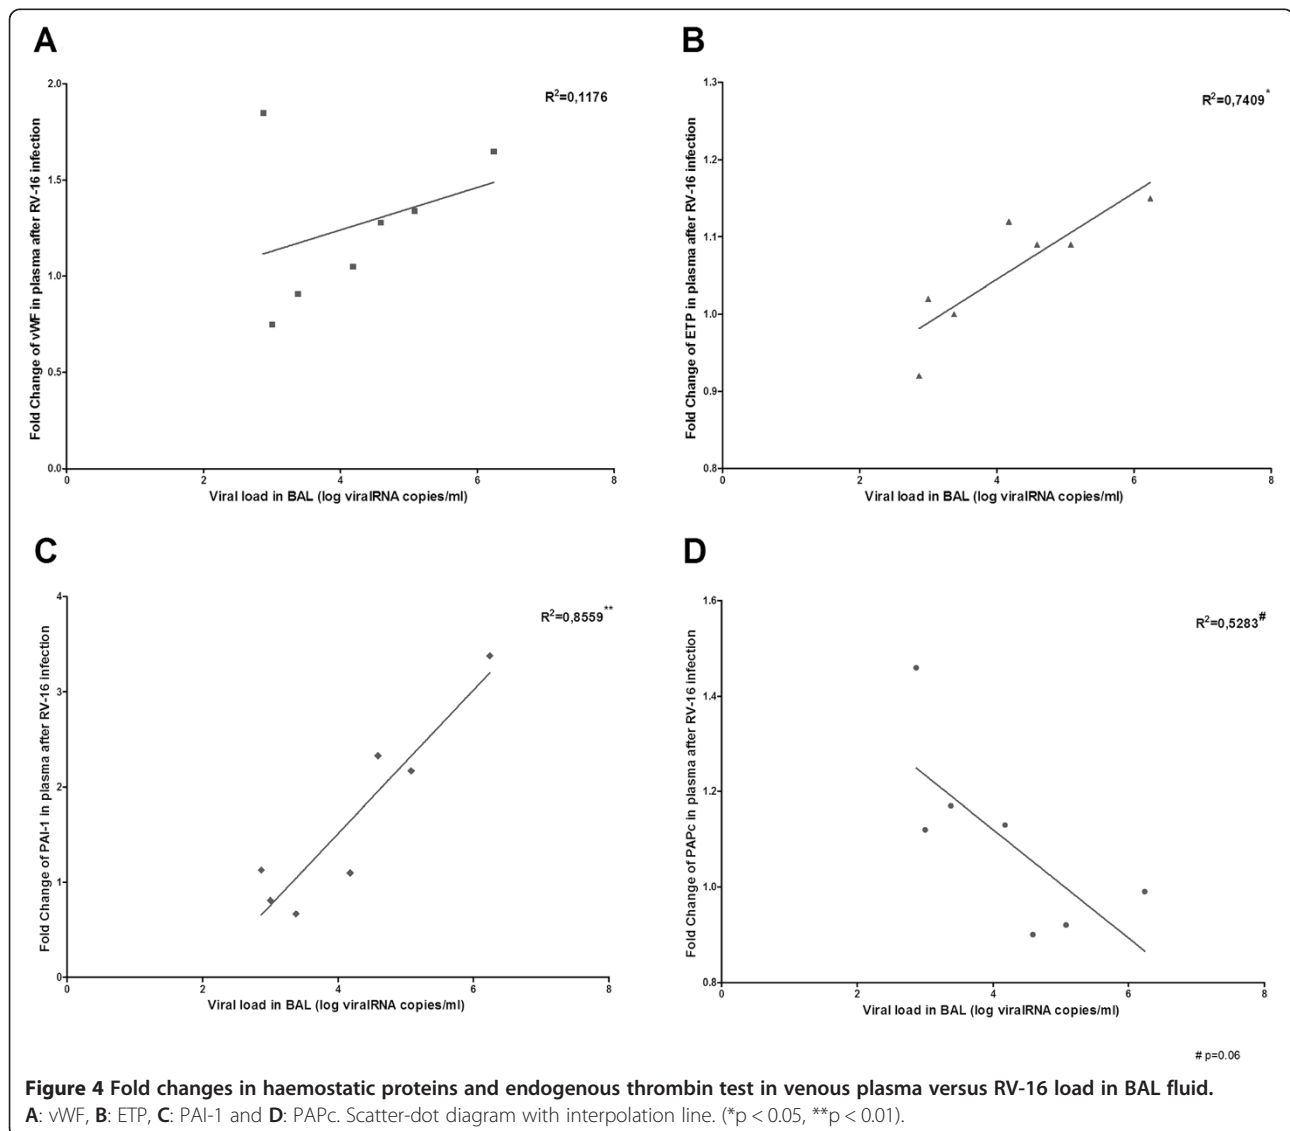 A
Fold Change of vWF in plasma after RV-16 infection
2.0
1.5
1.0
0.5
0.0
R²=0,1176
0 2 4 6 8
Viral load in BAL (log viralRNA copies/ml)
B
Fold Change of ETP in plasma after RV-16 infection
1.3
1.2
1.1
1.0
0.9
0.8
R²=0,7409*
0 2 4 6 8
Viral load in BAL (log viralRNA copies/ml)
C
Fold Change of PAI-1 in plasma after RV-16 infection
4
3
2
1
0
R²=0,8559**
0 2 4 6 8
Viral load in BAL (log viralRNA copies/ml)
D
Fold Change of PAPc in plasma after RV-16 infection
1.6
1.4
1.2
1.0
0.8
R²=0,5283#
0 2 4 6 8
Viral load in BAL (log viralRNA copies/ml)
# p=0.06
Figure 4 Fold changes in haemostatic proteins and endogenous thrombin test in venous plasma versus RV-16 load in BAL fluid.
A: vWF, B: ETP, C: PAI-1 and D: PAPc. Scatter-dot diagram with interpolation line. (*p < 0.05, **p < 0.01).